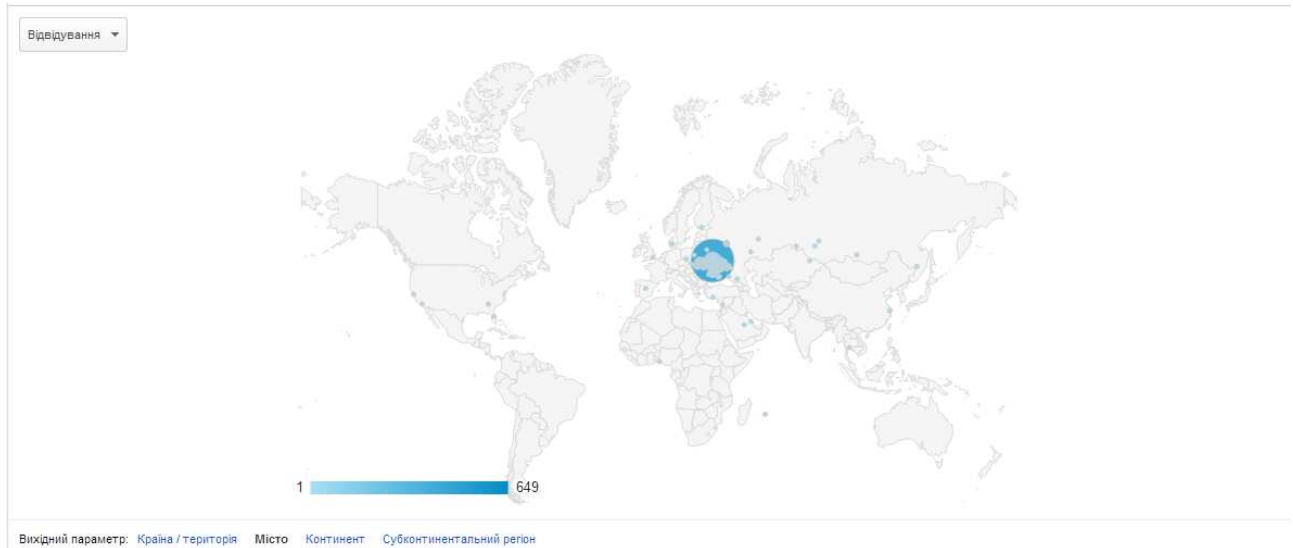 Відвідування
1 649
Вихідний параметр: Країна / територія Місто Континент Субконтинентальний регіон